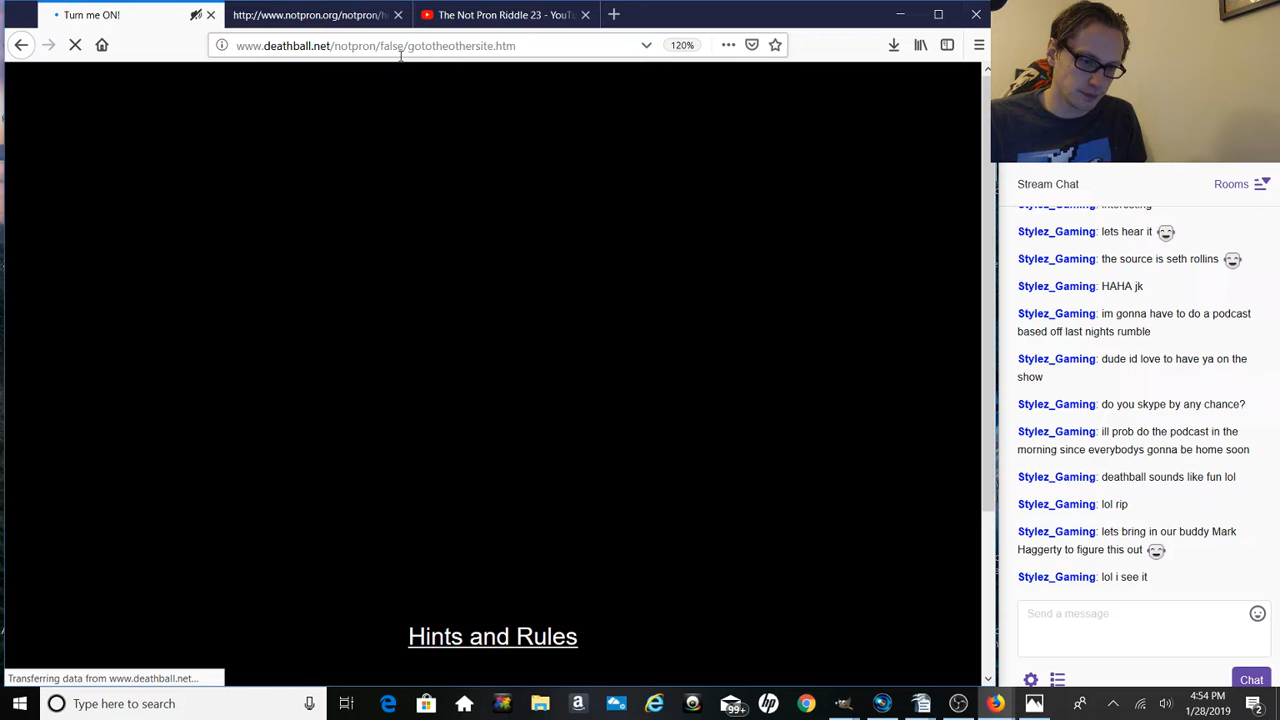 Turn me ON!
http://www.notpron.org/notpron/h
The Not Pron Riddle 23 - YouT
www.deathball.net/notpron/false/gototheothersite.htm
120%
Stream Chat
Rooms
Stylez_Gaming: interesting
Stylez_Gaming: lets hear it
Stylez_Gaming: the source is seth rollins
Stylez_Gaming: HAHA jk
Stylez_Gaming: im gonna have to do a podcast
based off last nights rumble
Stylez_Gaming: dude id love to have ya on the
show
Stylez_Gaming: do you skype by any chance?
Stylez_Gaming: ill prob do the podcast in the
morning since everybodys gonna be home soon
Stylez_Gaming: deathball sounds like fun lol
Stylez_Gaming: lol rip
Stylez_Gaming: lets bring in our buddy Mark
Haggerty to figure this out
Stylez_Gaming: lol i see it
Send a message
Hints and Rules
Chat
Transferring data from www.deathball.net...
Type here to search
99+
4:54 PM
1/28/2019
2